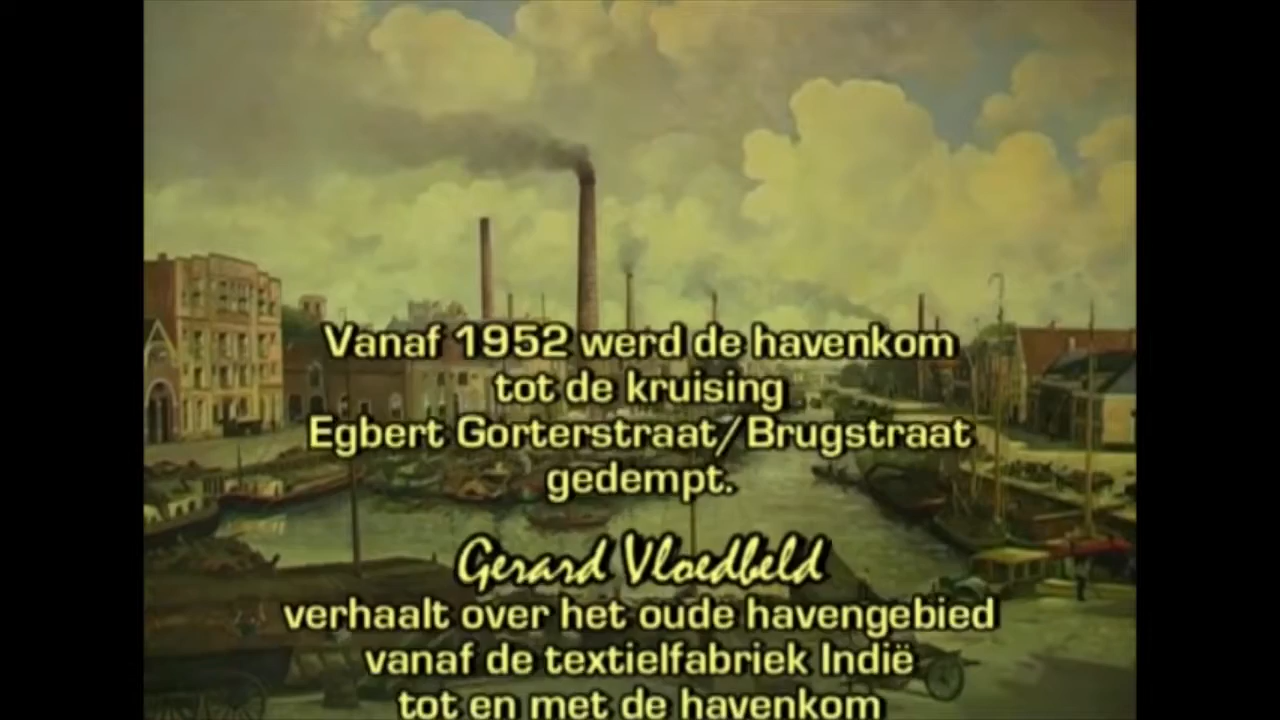 Vanaf 1952 werd de havenkom
tot de kruising
Egbert Gorterstraat/Brugstraat
gedempt.
Gerard Vloedbeld
verhaalt over het oude havengebied
vanaf de textielfabriek Indië
tot en met de havenkom